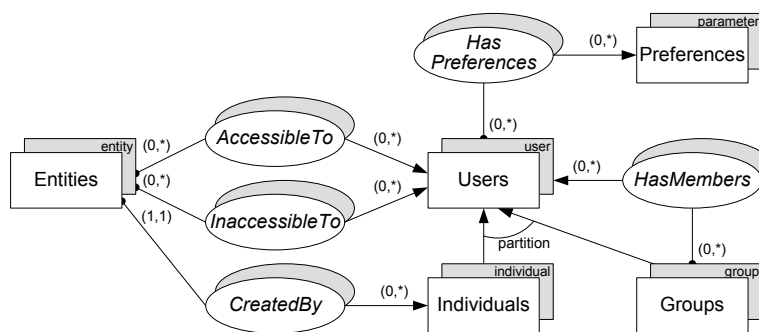 parameter
Has
Preferences
(0,*)
Preferences
(0,*)
entity
(0,*)
AccessibleTo
(0,*)
user
(0,*)
HasMembers
Entities
(0,*)
(0,*)
Users
(1,1)
InaccessibleTo
partition
(0,*)
(0,*)
individual
group
CreatedBy
Individuals
Groups